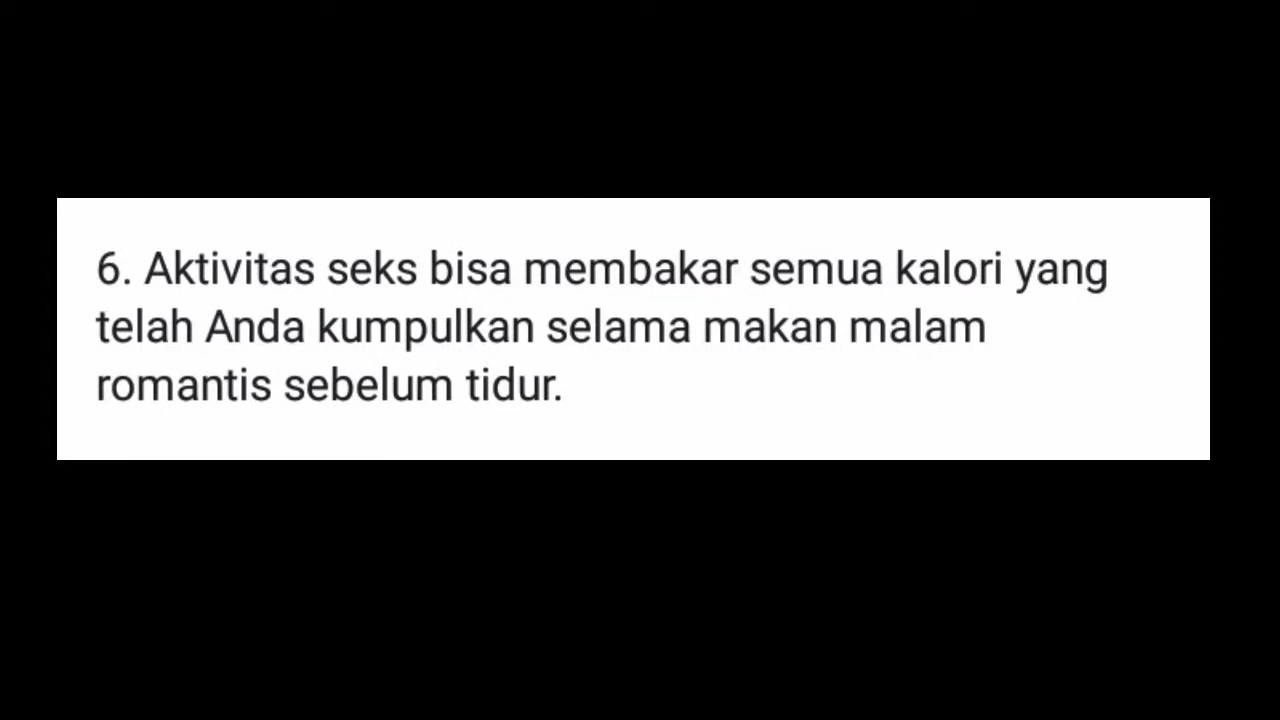 6. Aktivitas seks bisa membakar semua kalori yang
telah Anda kumpulkan selama makan malam
romantis sebelum tidur.